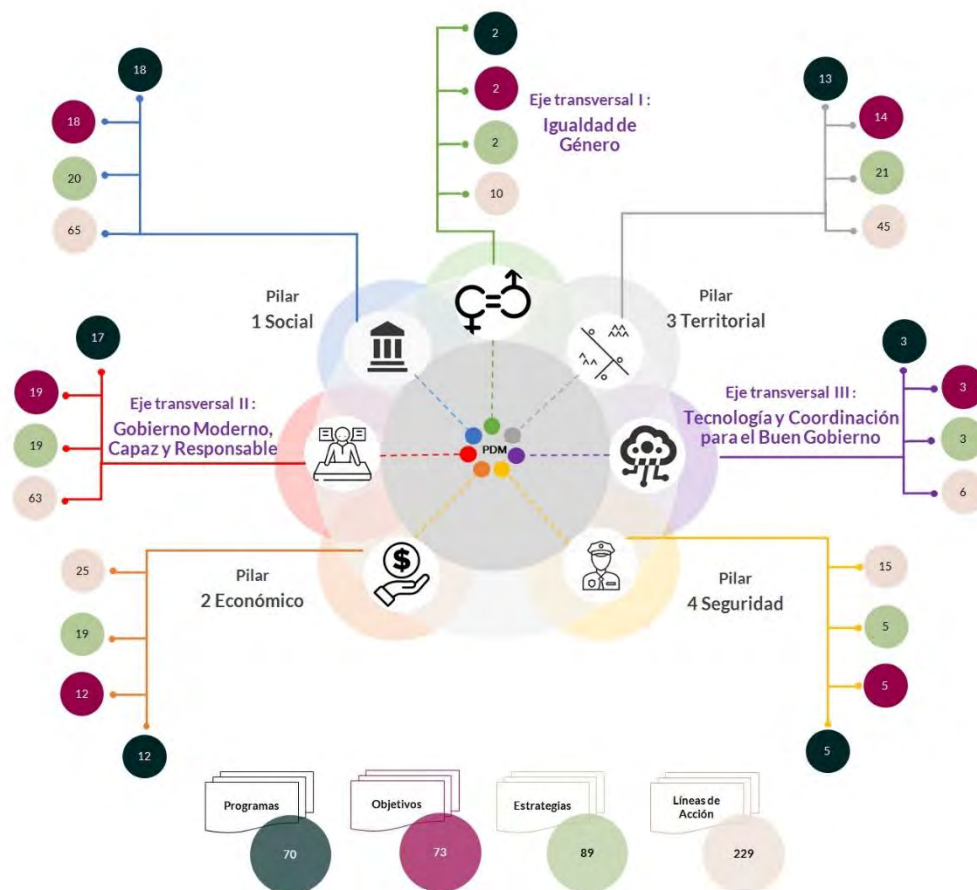 2
2
Eje transversal I :
Igualdad de
Género
2
10
18
18
20
65
13
14
21
45
Pilar
1 Social
Pilar
3 Territorial
17
19
19
63
Eje transversal II :
Gobierno Moderno,
Capaz y Responsable
Eje transversal III :
Tecnología y Coordinación
para el Buen Gobierno
3
3
3
6
PDM
25
19
12
12
Pilar
2 Económico
Pilar
4 Seguridad
15
5
5
5
Programas
70
Objetivos
73
Estrategias
89
Líneas de
Acción
229